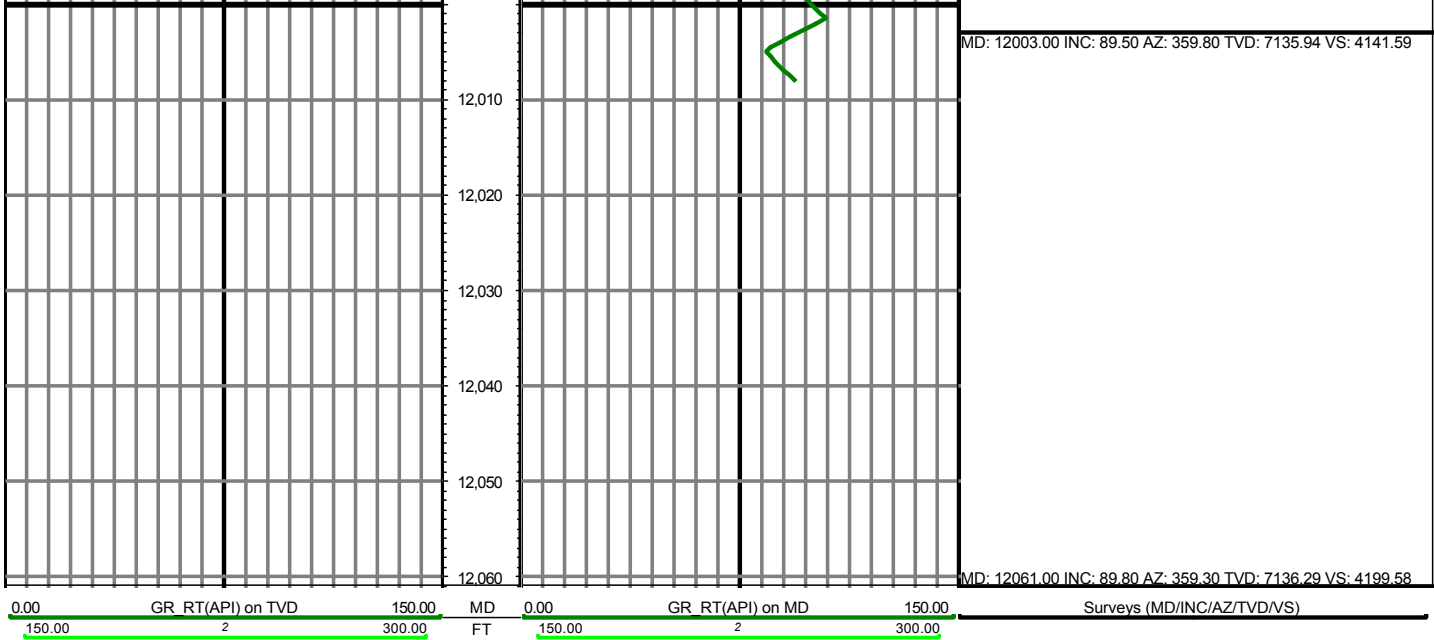 MD: 12003.00 INC: 89.50 AZ: 359.80 TVD: 7135.94 VS: 4141.59
12,010
12,020
12,030
12,040
12,050
12,060
MD: 12061.00 INC: 89.80 AZ: 359.30 TVD: 7136.29 VS: 4199.58
0.00 GR_RT(API) on TVD 150.00 MD 0.00 GR_RT(API) on MD 150.00 Surveys (MD/INC/AZ/TVD/VS)
150.00 2 300.00 FT 150.00 2 300.00